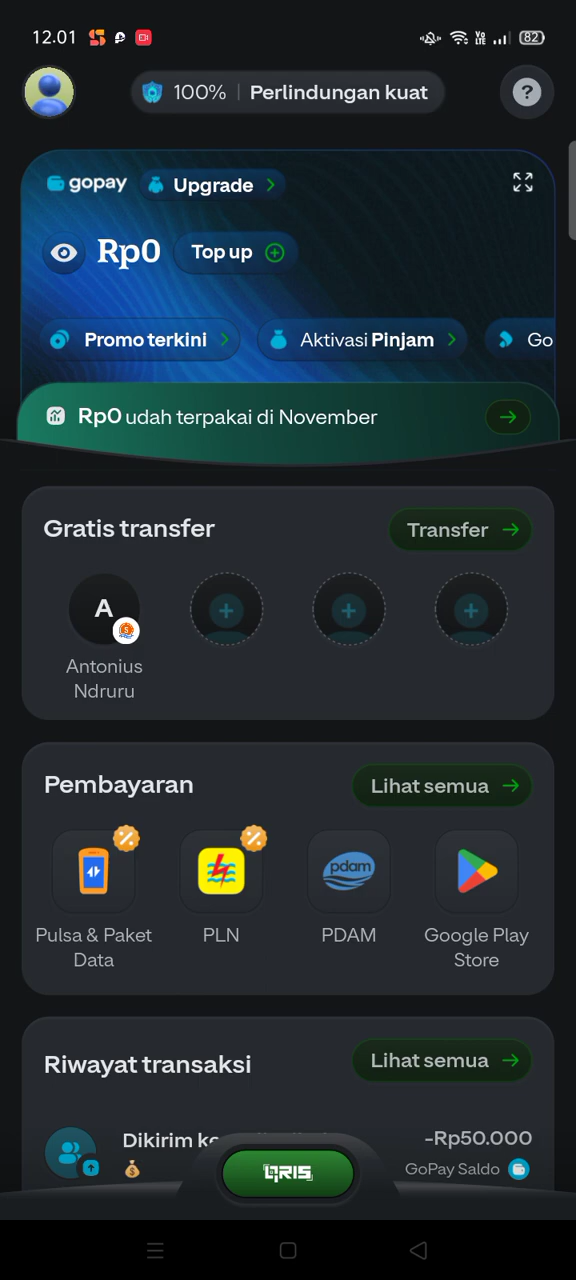 12.01
VO LTE 82
100% | Perlindungan kuat
?
gopay Upgrade
Rp0 Top up
Promo terkini Aktivasi Pinjam Go
Rp0 udah terpakai di November
Gratis transfer Transfer
A
Antonius
Ndruru
Pembayaran Lihat semua
pdam
Pulsa & Paket PLN PDAM Google Play
Data Store
Riwayat transaksi Lihat semua
Dikirim -Rp50.000
GoPay Saldo
QRIS